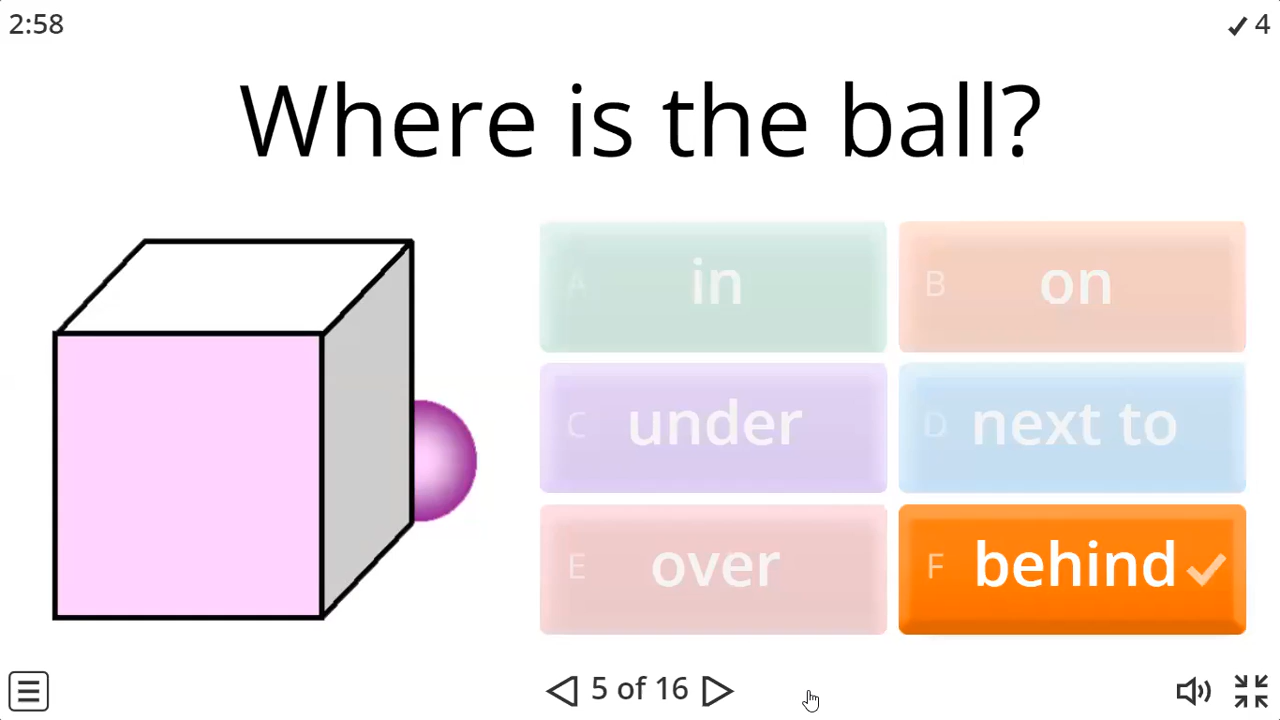 2:58
✓ 4
Where is the ball?
A in
B on
C under
D next to
E over
F behind ✓
5 of 16